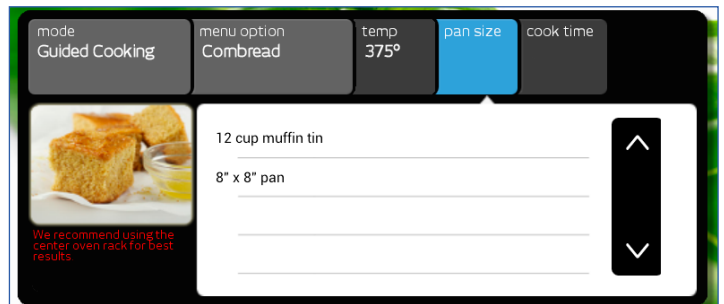 mode
Guided Cooking
menu option
Cornbread
temp
375°
pan size
cook time
12 cup muffin tin
8” x 8” pan
We recommend using the
center oven rack for best
results